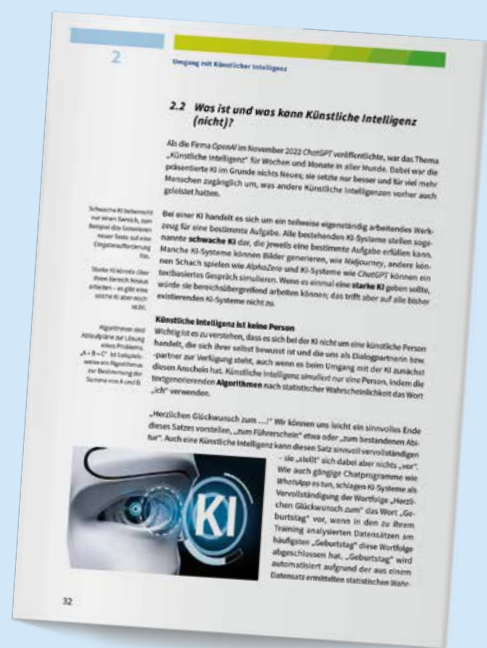 2
Umgang mit Künstlicher Intelligenz
2.2 Was ist und was kann Künstliche Intelligenz
(nicht)?
Als die Firma OpenAI im November 2022 ChatGPT veröffentlichte, war das Thema
„Künstliche Intelligenz“ für Wochen und Monate in aller Munde. Dabei war die
präsentierte KI im Grunde nichts Neues; sie setzte nur besser und für viel mehr
Menschen zugänglich um, was andere Künstliche Intelligenzen vorher auch
geleistet hatten.
Schwache KI beherrscht
nur einen Bereich, zum
Beispiel das Generieren
neuer Texte auf eine
Eingabeaufforderung
hin.
Starke KI könnte über
ihren Bereich hinaus
arbeiten – es gibt eine
solche KI aber noch
nicht.
Algorithmen sind
Ablaufpläne zur Lösung
eines Problems.
„A + B = C“ ist beispiels-
weise ein Algorithmus
zur Bestimmung der
Summe von A und B.
Bei einer KI handelt es sich um ein teilweise eigenständig arbeitendes Werk-
zeug für eine bestimmte Aufgabe. Alle bestehenden KI-Systeme stellen soge-
nannte schwache KI dar, die jeweils eine bestimmte Aufgabe erfüllen kann.
Manche KI-Systeme können Bilder generieren, wie Midjourney, andere kön-
nen Schach spielen wie AlphaZero und KI-Systeme wie ChatGPT können ein
textbasiertes Gespräch simulieren. Wenn es einmal eine starke KI geben sollte,
würde sie bereichsübergreifend arbeiten können; das trifft aber auf alle bisher
existierenden KI-Systeme nicht zu.
Künstliche Intelligenz ist keine Person
Wichtig ist es zu verstehen, dass es sich bei der KI nicht um eine künstliche Person
handelt, die sich ihrer selbst bewusst ist und die uns als Dialogpartnerin bzw.
-partner zur Verfügung steht, auch wenn es beim Umgang mit der KI zunächst
diesen Anschein hat. Künstliche Intelligenz simuliert nur eine Person, indem die
textgenerierenden Algorithmen nach statistischer Wahrscheinlichkeit das Wort
„ich“ verwenden.
„Herzlichen Glückwunsch zum …!“ Wir können uns leicht ein sinnvolles Ende
dieses Satzes vorstellen, „zum Führerschein“ etwa oder „zum bestandenen Abi-
tur“. Auch eine Künstliche Intelligenz kann diesen Satz sinnvoll vervollständigen
– sie „stellt“ sich dabei aber nichts „vor“.
Wie auch gängige Chatprogramme wie
WhatsApp es tun, schlagen KI-Systeme als
Vervollständigung der Wortfolge „Herzli-
chen Glückwunsch zum“ das Wort „Ge-
burtstag“ vor, wenn in den zu ihrem
Training analysierten Datensätzen am
häufigsten „Geburtstag“ diese Wortfolge
abgeschlossen hat. „Geburtstag“ wird
automatisiert aufgrund der aus einem
Datensatz ermittelten statistischen Wahr-
KI
32